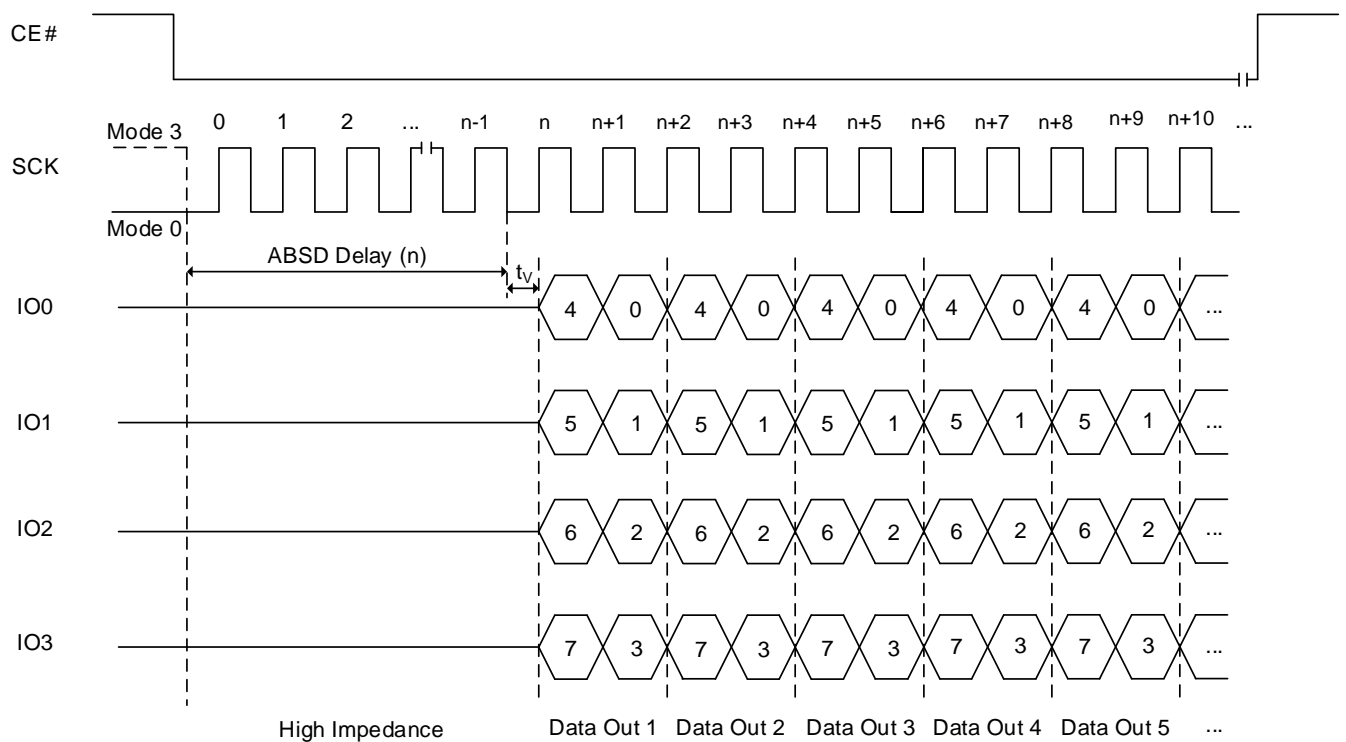 CE#
0 1 2 ... n-1 n n+1 n+2 n+3 n+4 n+5 n+6 n+7 n+8 n+9 n+10 ...
Mode 3
SCK
Mode 0
ABSD Delay (n)
tV
IO0 4 0 4 0 4 0 4 0 4 0 ...
IO1 5 1 5 1 5 1 5 1 5 1 ...
IO2 6 2 6 2 6 2 6 2 6 2 ...
IO3 7 3 7 3 7 3 7 3 7 3 ...
High Impedance Data Out 1 Data Out 2 Data Out 3 Data Out 4 Data Out 5 ...